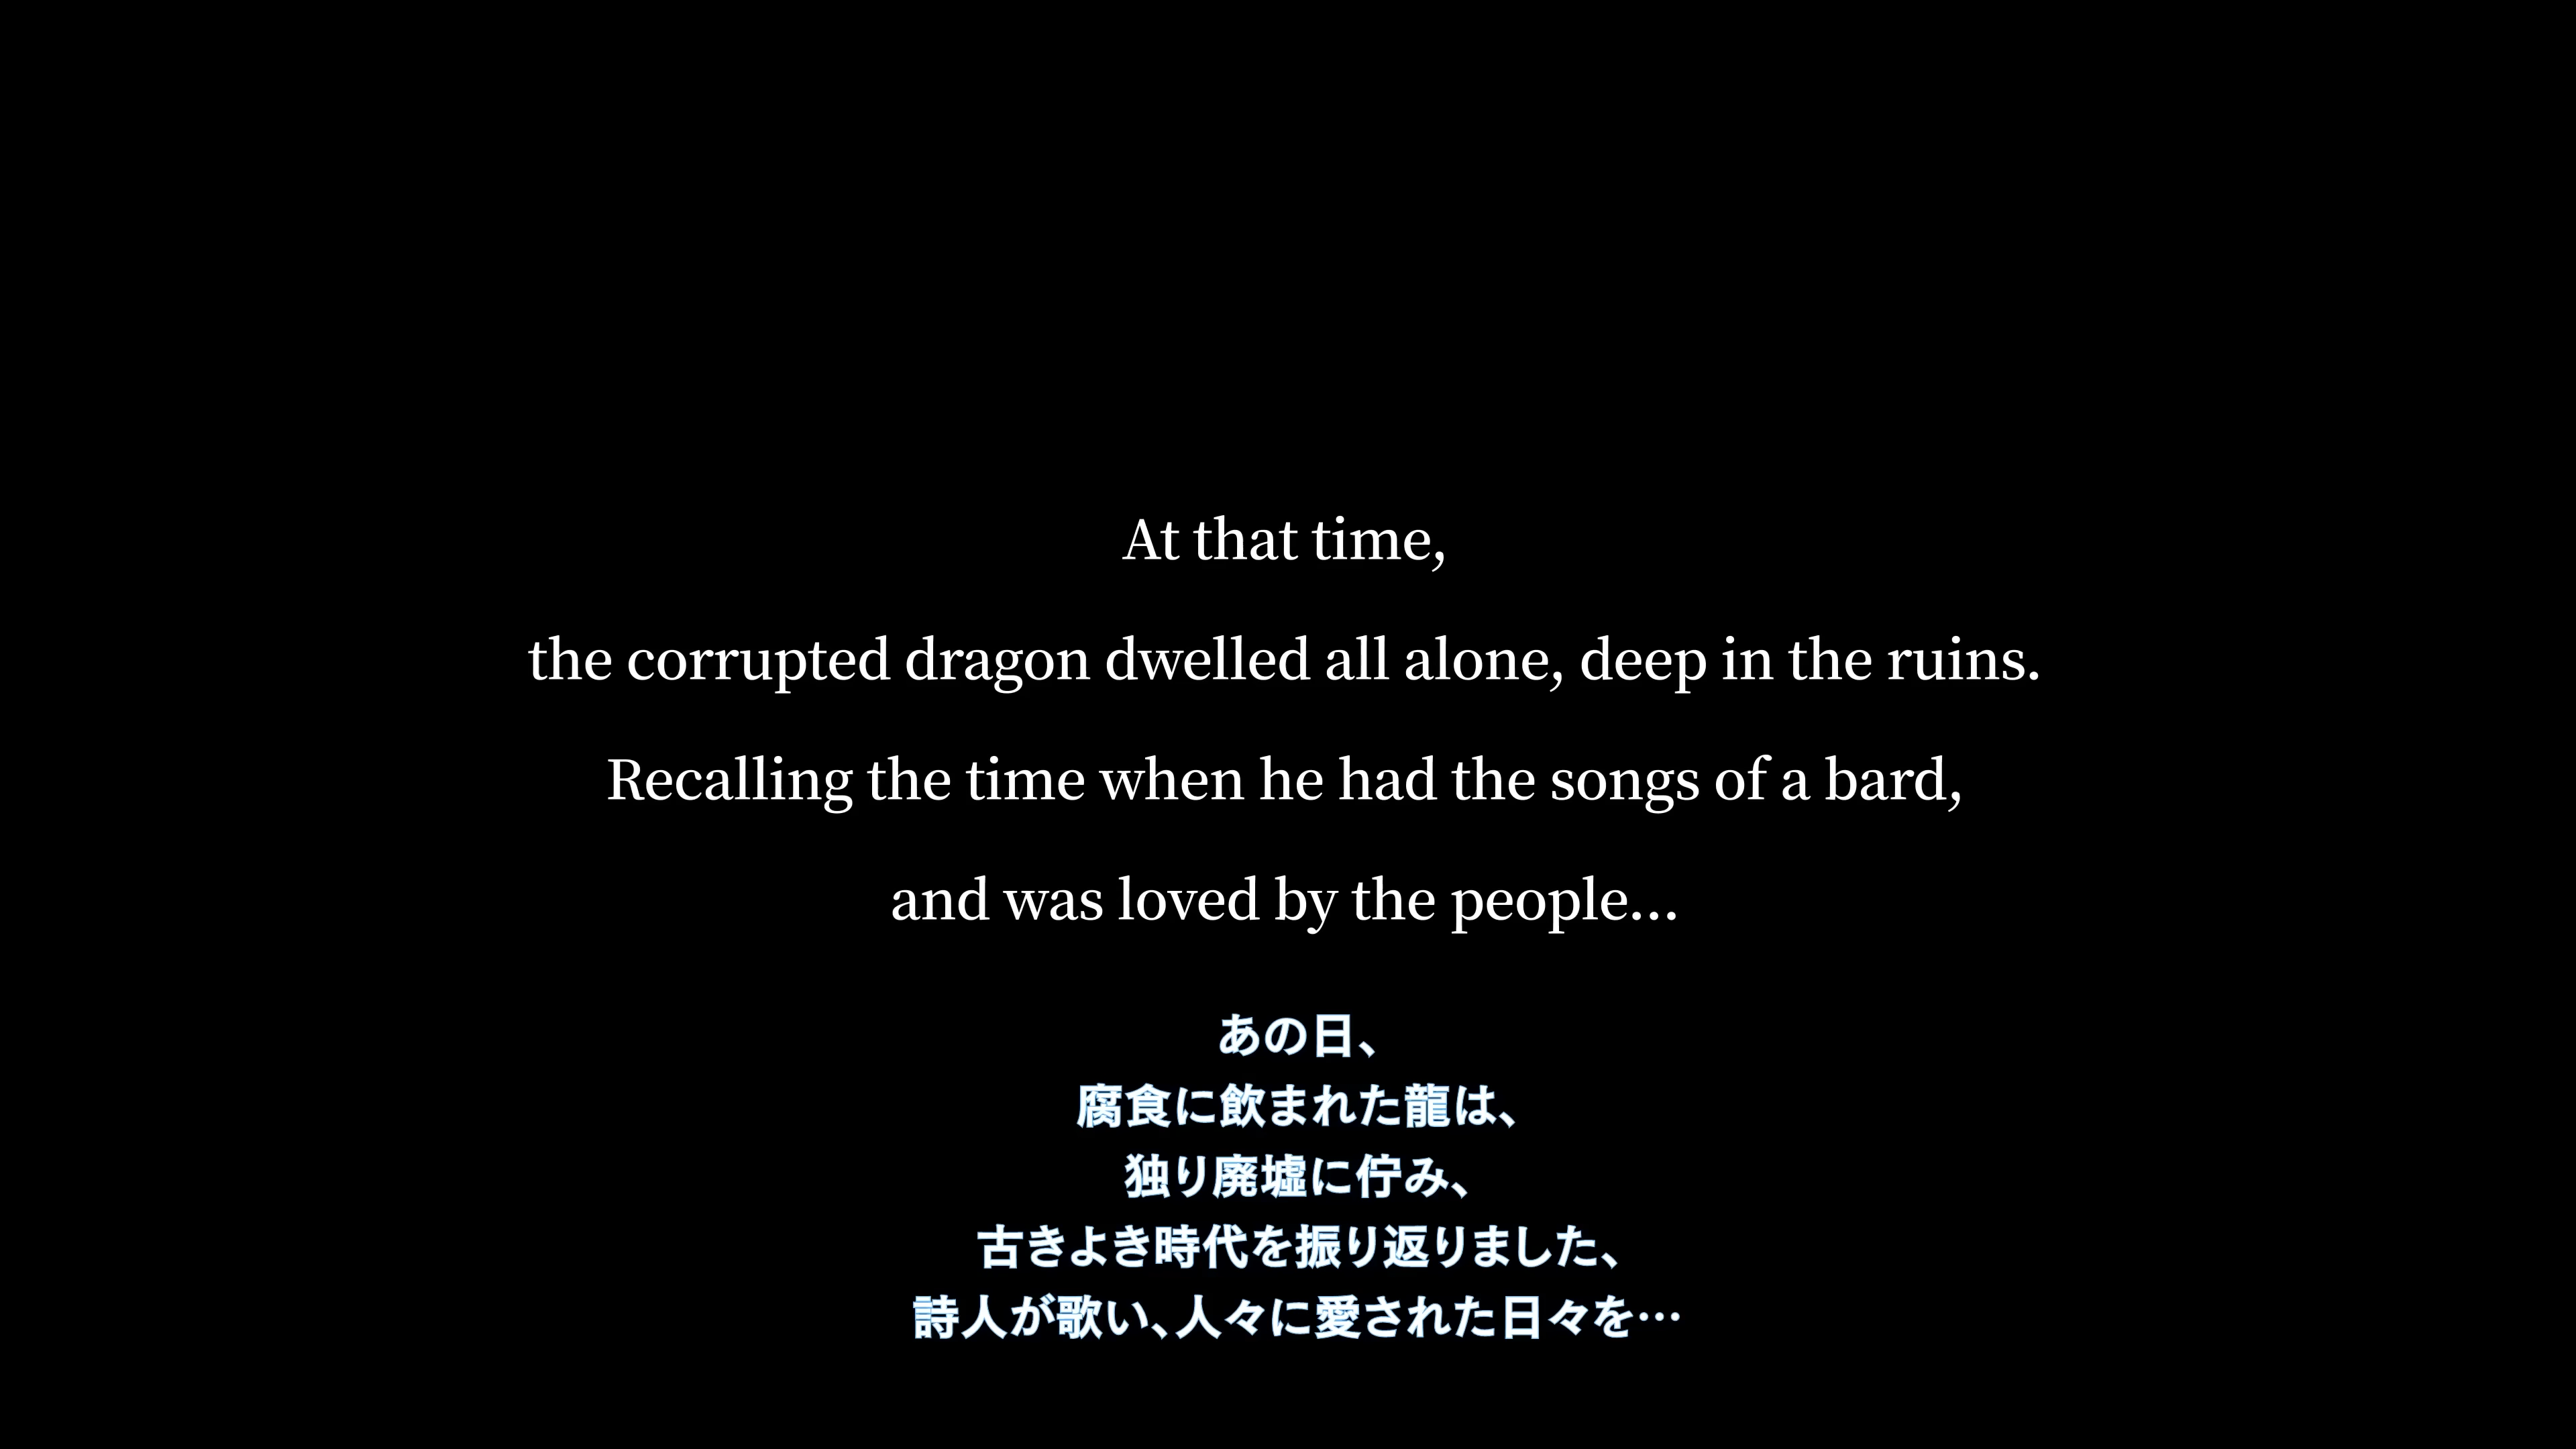 At that time,
the corrupted dragon dwelled all alone, deep in the ruins.
Recalling the time when he had the songs of a bard,
and was loved by the people...
あの日、
腐食に飲まれた龍は、
独り廃墟に佇み、
古きよき時代を振り返りました、
詩人が歌い、人々に愛された日々を…